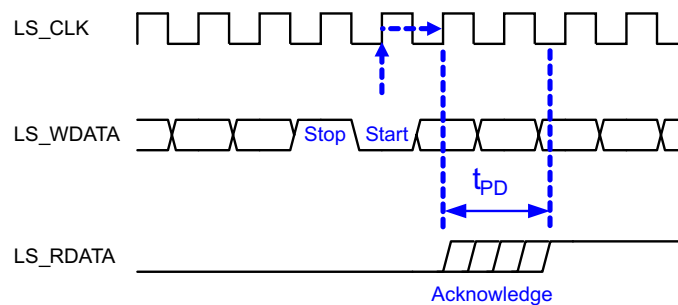 LS_CLK
LS_WDATA
Stop
Start
tPD
LS_RDATA
Acknowledge